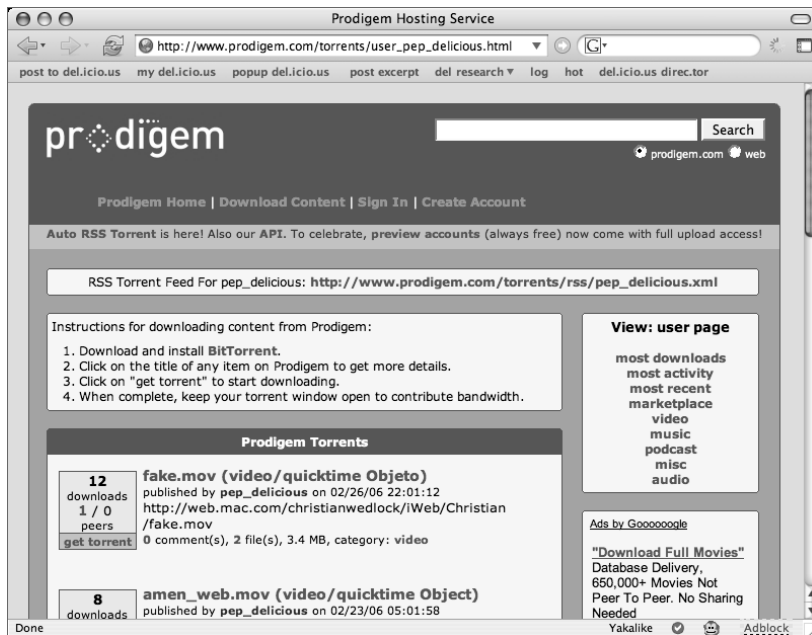 Prodigem Hosting Service
http://www.prodigem.com/torrents/user_pep_delicious.html
G
post to del.icio.us my del.icio.us popup del.icio.us post excerpt del research log hot del.icio.us direc.tor
prodigem
Search
prodigem.com web
Prodigem Home | Download Content | Sign In | Create Account
Auto RSS Torrent is here! Also our API. To celebrate, preview accounts (always free) now come with full upload access!
RSS Torrent Feed For pep_delicious: http://www.prodigem.com/torrents/rss/pep_delicious.xml
Instructions for downloading content from Prodigem:
1. Download and install BitTorrent.
2. Click on the title of any item on Prodigem to get more details.
3. Click on "get torrent" to start downloading.
4. When complete, keep your torrent window open to contribute bandwidth.
View: user page
most downloads
most activity
most recent
marketplace
video
music
podcast
misc
audio
Prodigem Torrents
12
downloads
1 / 0
peers
get torrent
fake.mov (video/quicktime Objeto)
published by pep_delicious on 02/26/06 22:01:12
http://web.mac.com/christianwedlock/iWeb/Christian
/fake.mov
0 comment(s), 2 file(s), 3.4 MB, category: video
8
downloads
amen_web.mov (video/quicktime Object)
published by pep_delicious on 02/23/06 05:01:58
Ads by Goooooogle
"Download Full Movies"
Database Delivery,
650,000+ Movies Not
Peer To Peer. No Sharing
Needed
Done
Yakalike
Adblock